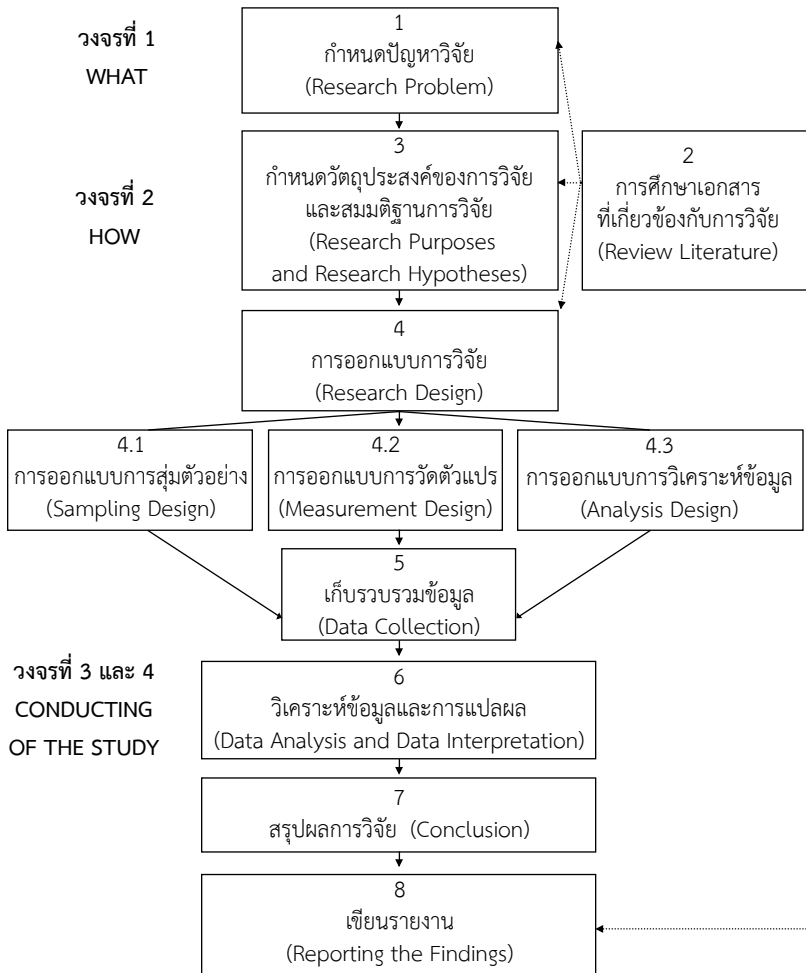 วงจรที่ 1
WHAT
1
กำหนดปัญหาวิจัย
(Research Problem)
วงจรที่ 2
HOW
3
กำหนดวัตถุประสงค์ของการวิจัย
และสมมติฐานการวิจัย
(Research Purposes
and Research Hypotheses)
2
การศึกษาเอกสาร
ที่เกี่ยวข้องกับการวิจัย
(Review Literature)
4
การออกแบบการวิจัย
(Research Design)
4.1
การออกแบบการสุ่มตัวอย่าง
(Sampling Design)
4.2
การออกแบบการวัดตัวแปร
(Measurement Design)
4.3
การออกแบบการวิเคราะห์ข้อมูล
(Analysis Design)
5
เก็บรวบรวมข้อมูล
(Data Collection)
วงจรที่ 3 และ 4
CONDUCTING
OF THE STUDY
6
วิเคราะห์ข้อมูลและการแปลผล
(Data Analysis and Data Interpretation)
7
สรุปผลการวิจัย (Conclusion)
8
เขียนรายงาน
(Reporting the Findings)